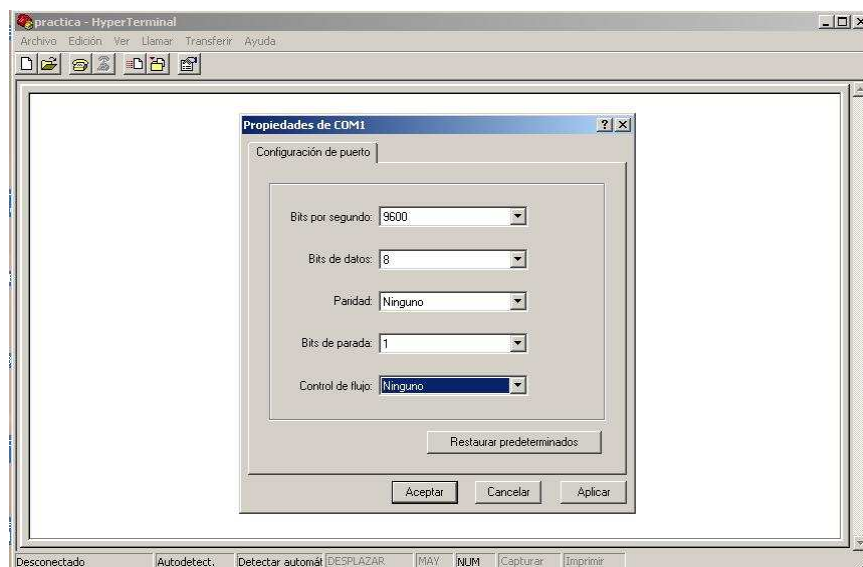 practica - HyperTerminal
Archivo Edición Ver Llamar Transferir Ayuda
Propiedades de COM1
Configuración de puerto
Bits por segundo: 9600
Bits de datos: 8
Paridad: Ninguno
Bits de parada: 1
Control de flujo: Ninguno
Restaurar predeterminados
Aceptar Cancelar Aplicar
Desconectado Autodetect. Detectar automát DESPLAZAR MAY NUM Capturar Imprimir